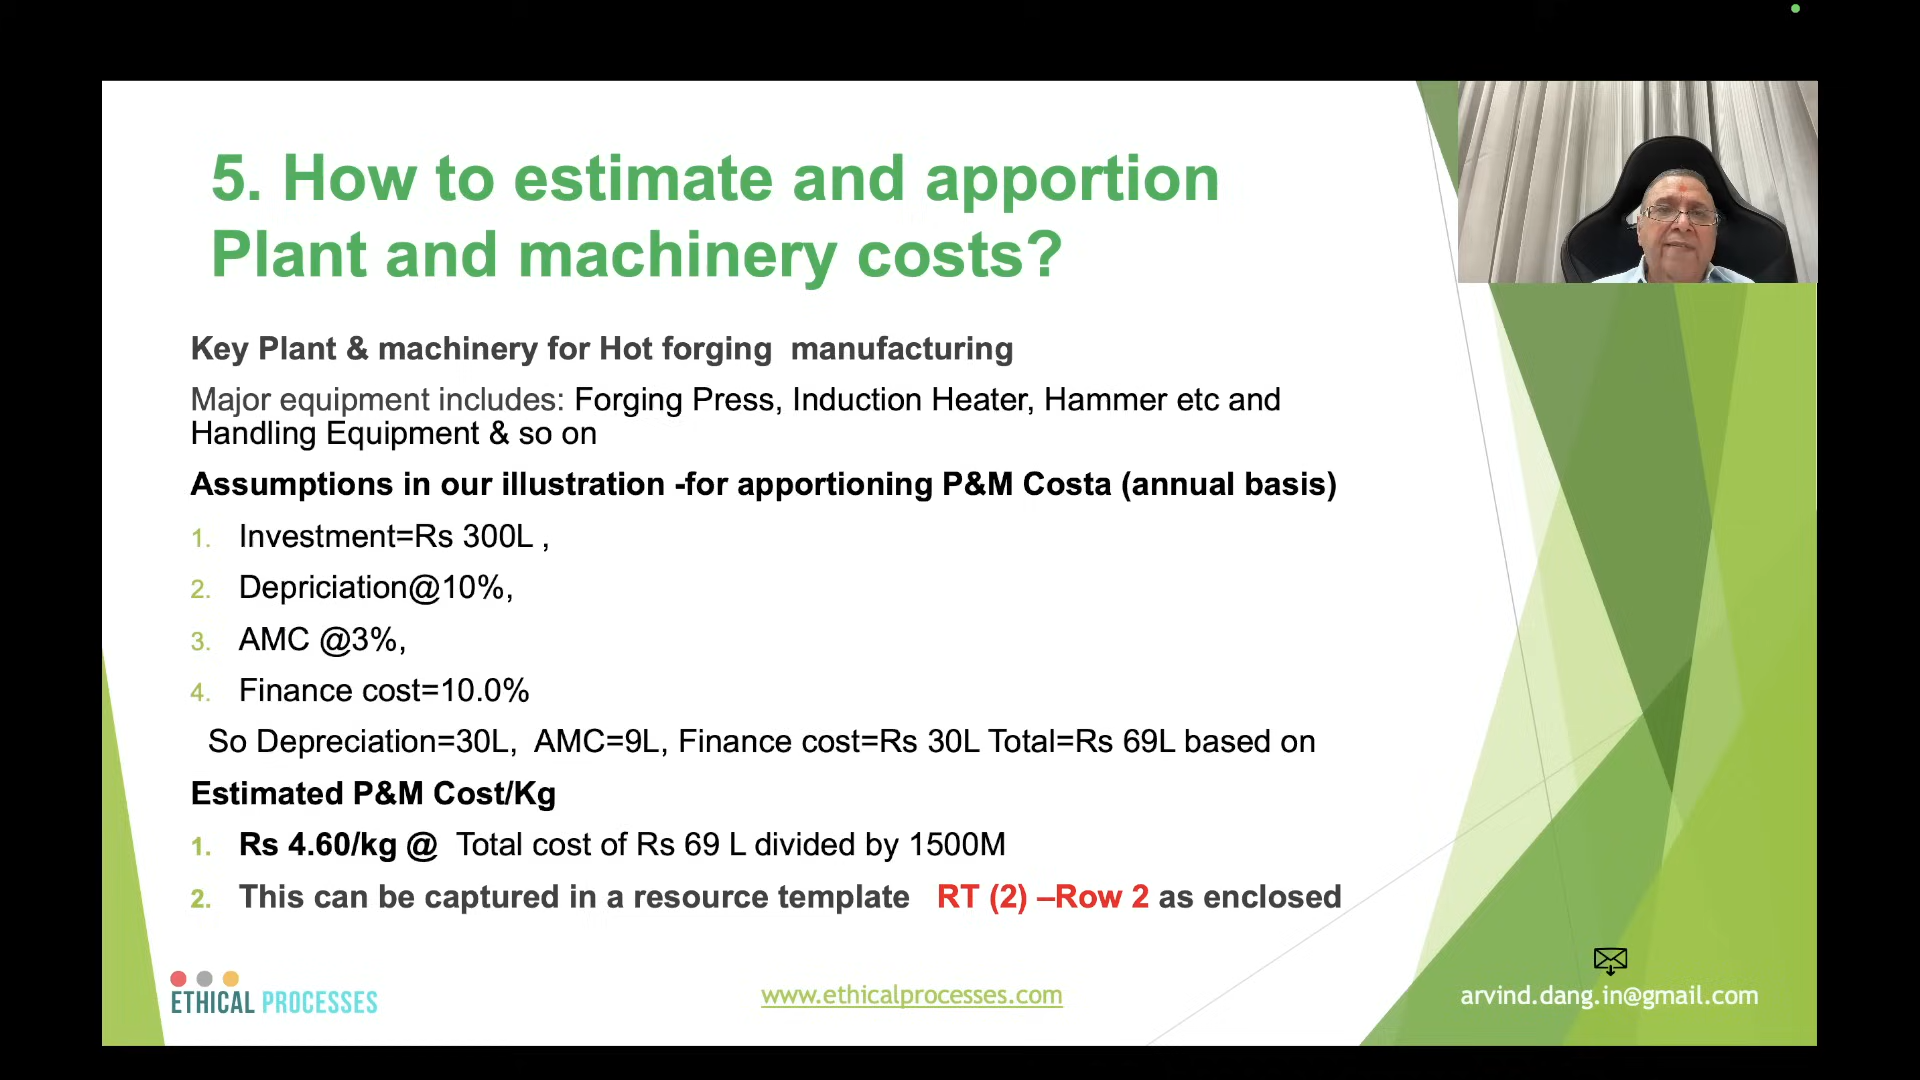 5. How to estimate and apportion
Plant and machinery costs?
Key Plant & machinery for Hot forging manufacturing
Major equipment includes: Forging Press, Induction Heater, Hammer etc and
Handling Equipment & so on
Assumptions in our illustration -for apportioning P&M Costa (annual basis)
1. Investment=Rs 300L ,
2. Depriciation@10%,
3. AMC @3%,
4. Finance cost=10.0%
So Depreciation=30L, AMC=9L, Finance cost=Rs 30L Total=Rs 69L based on
Estimated P&M Cost/Kg
1. Rs 4.60/kg @ Total cost of Rs 69 L divided by 1500M
2. This can be captured in a resource template RT (2) –Row 2 as enclosed
ETHICAL PROCESSES
www.ethicalprocesses.com
arvind.dang.in@gmail.com